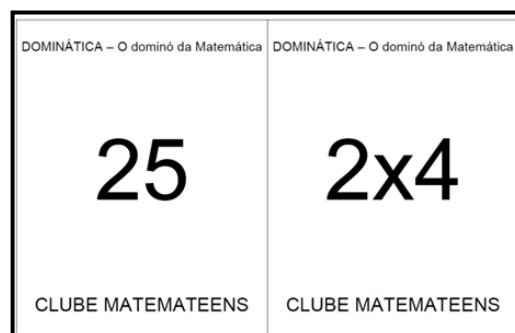 DOMINÁTICA – O dominó da Matemática
25
CLUBE MATEMATEENS
DOMINÁTICA – O dominó da Matemática
2x4
CLUBE MATEMATEENS